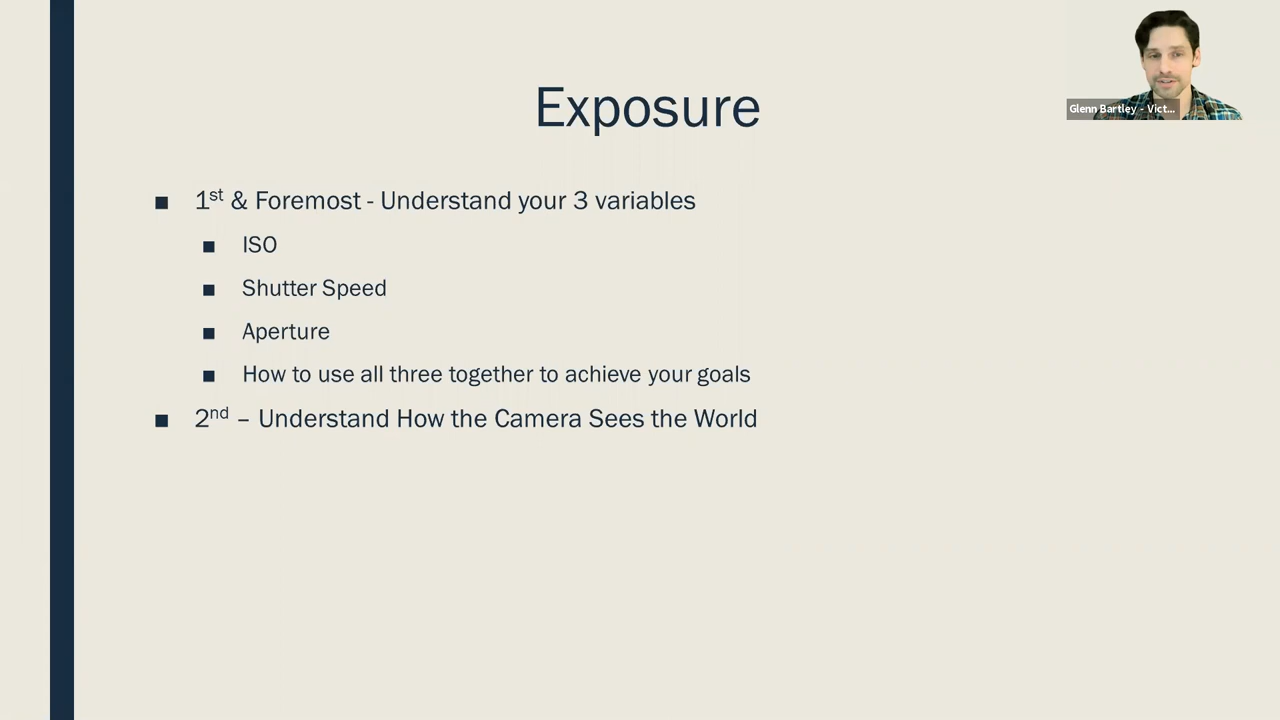 Glenn Bartley - Vict...
Exposure
■ 1st & Foremost - Understand your 3 variables
■ ISO
■ Shutter Speed
■ Aperture
■ How to use all three together to achieve your goals
■ 2nd – Understand How the Camera Sees the World